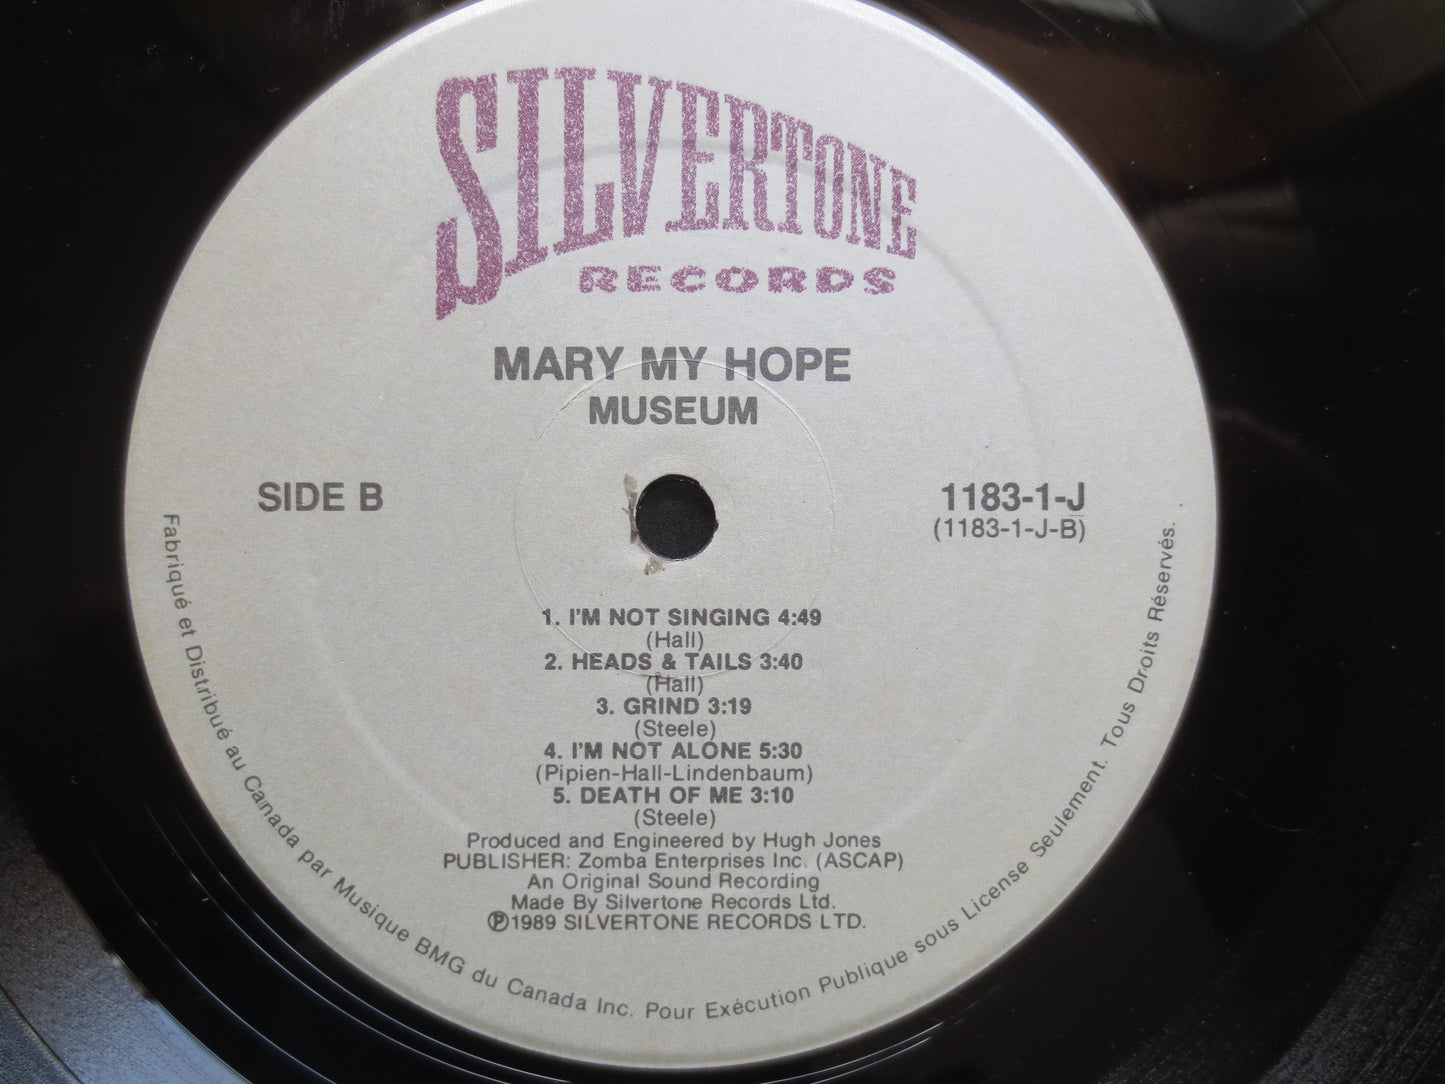 SILVERTONE
RECORDS
MARY MY HOPE
MUSEUM
SIDE B
1183-1-J
(1183-1-J-B)
1. I'M NOT SINGING 4:49
(Hall)
2. HEADS & TAILS 3:40
(Hall)
3. GRIND 3:19
(Steele)
4. I'M NOT ALONE 5:30
(Pipien-Hall-Lindenbaum)
5. DEATH OF ME 3:10
(Steele)
Produced and Engineered by Hugh Jones
PUBLISHER: Zomba Enterprises Inc. (ASCAP)
An Original Sound Recording
Made By Silvertone Records Ltd.
℗1989 SILVERTONE RECORDS LTD.
Fabriqué et Distribué au Canada par Musique BMG du Canada Inc. Pour Exécution Publique sous License Seulement. Tous Droits Réservés.